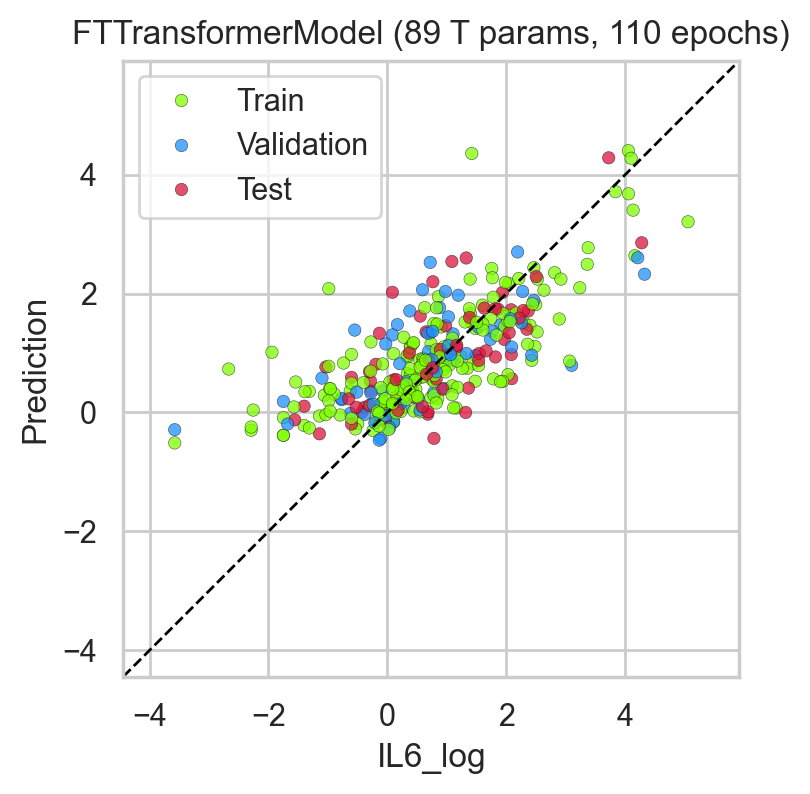 FTTransformerModel (89 T params, 110 epochs)
Train
Validation
Test
4
2
0
−2
−4
Prediction
−4
−2
0
2
4
IL6_log